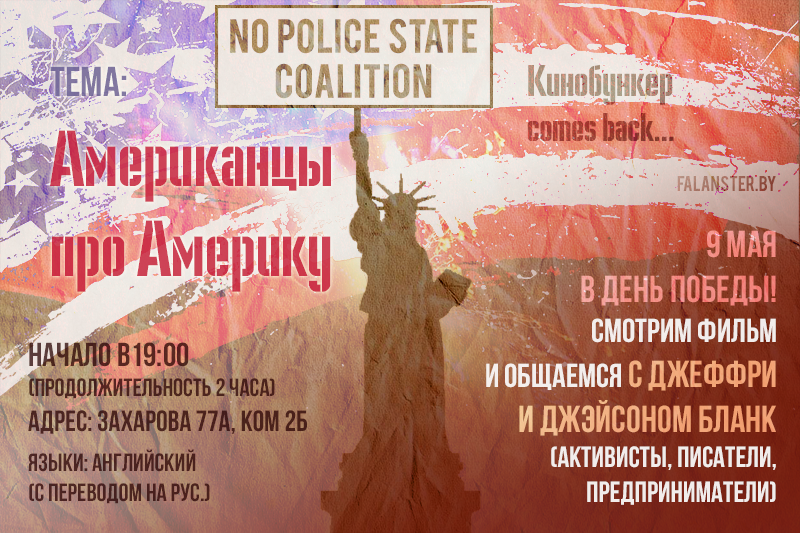 NO POLICE STATE
COALITION
ТЕМА:
Американцы
про Америку
Кинобункер
comes back...
FALANSTER.BY
9 МАЯ
В ДЕНЬ ПОБЕДЫ!
СМОТРИМ ФИЛЬМ
И ОБЩАЕМСЯ С ДЖЕФФРИ
И ДЖЭЙСОНОМ БЛАНК
(АКТИВИСТЫ, ПИСАТЕЛИ,
ПРЕДПРИНИМАТЕЛИ)
НАЧАЛО В 19:00
(ПРОДОЛЖИТЕЛЬНОСТЬ 2 ЧАСА)
АДРЕС: ЗАХАРОВА 77А, КОМ 2Б
ЯЗЫКИ: АНГЛИЙСКИЙ
(С ПЕРЕВОДОМ НА РУС.)